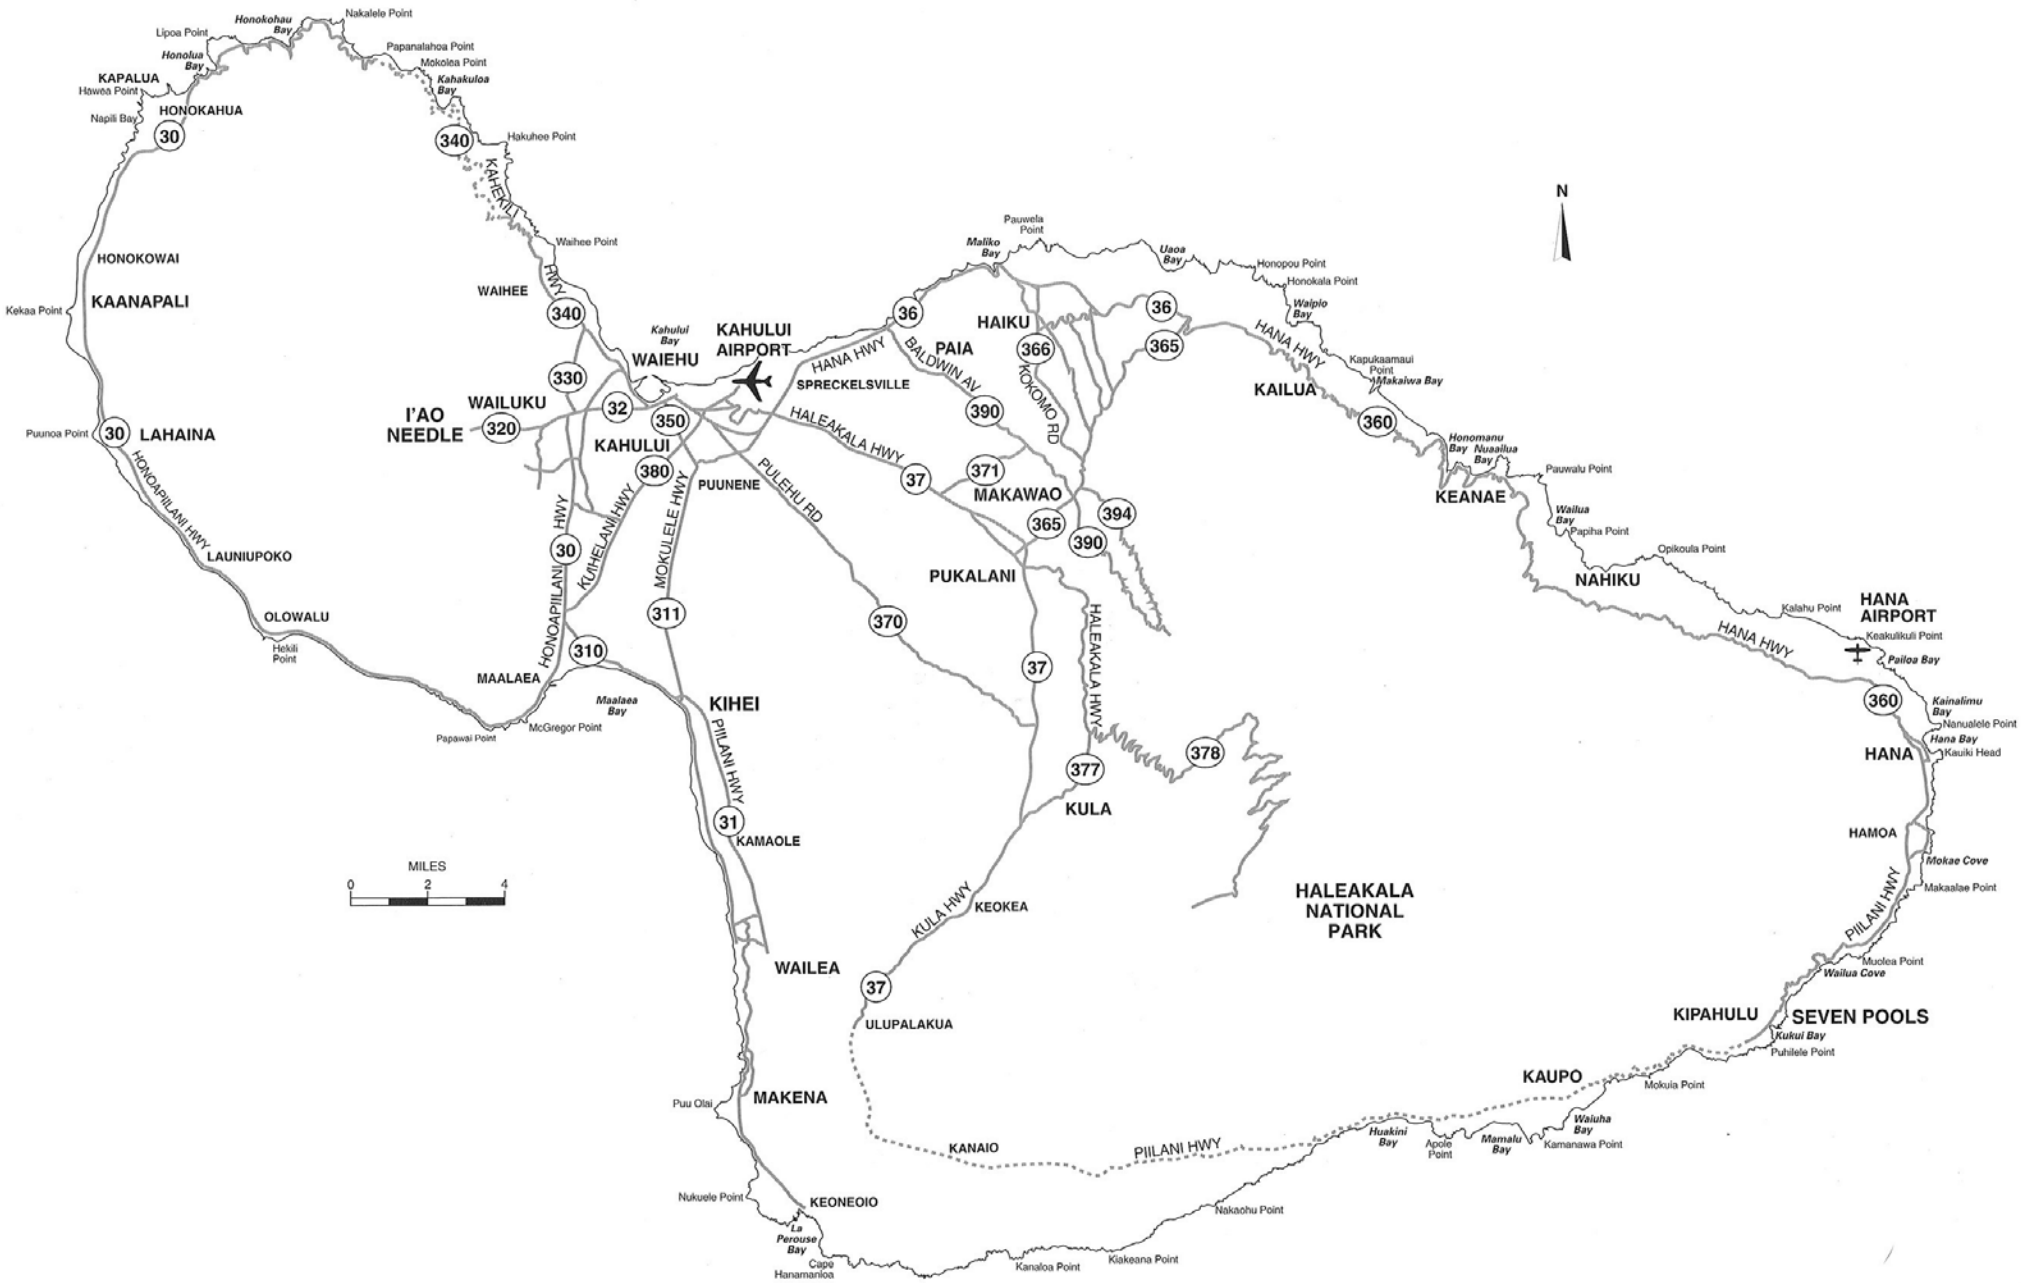 Nakalele Point
Honokohau
Bay
Lipoa Point
Papanalahoa Point
Honolua
Bay
Mokolea Point
KAPALUA
Kahakuloa
Bay
Hawea Point
HONOKAHUA
Napili Bay
30
340
Hakuhee Point
KAHEKILI
HWY
Waihee Point
HONOKOWAI
WAIHEE
KAANAPALI
Kekaa Point
340
Kahului
Bay
WAIEHU
KAHULUI
AIRPORT
330
WAILUKU
32
I'AO
NEEDLE
320
350
KAHULUI
380
30
LAHAINA
Puunoa Point
HONOAPIILANI HWY
LAUNIUPOKO
OLOWALU
Hekili
Point
HONOAPIILANI HWY
30
KUIHELANI HWY
MOKULELE HWY
PUUNENE
311
310
MAALAEA
Maalaea
Bay
McGregor Point
Papawai Point
KIHEI
PIILANI HWY
31
KAMAOLE
MILES
0
2
4
WAILEA
MAKENA
Puu Olai
Nukuele Point
KEONEOIO
La
Perouse
Bay
Cape
Hanamanloa
Pauwela
Point
Maliko
Bay
Uaoa
Bay
Honopou Point
Honokala Point
Waipio
Bay
N
36
HANA HWY
SPRECKELSVILLE
PAIA
BALDWIN AV
HAIKU
366
KOKOMO RD
36
365
HANA HWY
Kapukaamaui
Point
Makaiwa Bay
KAILUA
360
390
HALEAKALA HWY
37
371
MAKAWAO
365
394
390
PULEHU RD
370
PUKALANI
HALEAKALA HWY
37
377
378
KULA
KULA HWY
KEOKEA
37
ULUPALAKUA
HALEAKALA
NATIONAL
PARK
Honomanu
Bay
Nuaailua
Bay
Pauwalu Point
KEANAE
Wailua
Bay
Papiha Point
Opikoula Point
NAHIKU
Kalahu Point
HANA
AIRPORT
Keakulikuli Point
HANA HWY
Pailoa Bay
360
Kainalimu
Bay
Nanualele Point
Hana Bay
HANA
Kauiki Head
HAMOA
Mokae Cove
Makaalae Point
PIILANI HWY
Muolea Point
Wailua Cove
KIPAHULU
SEVEN POOLS
Kukui Bay
Puhilele Point
KAUPO
Mokuia Point
Waiuha
Bay
Huakini
Bay
Apole
Point
Mamalu
Bay
Kamanawa Point
KANAIO
PIILANI HWY
Nakaohu Point
Kiakeana Point
Kanaloa Point